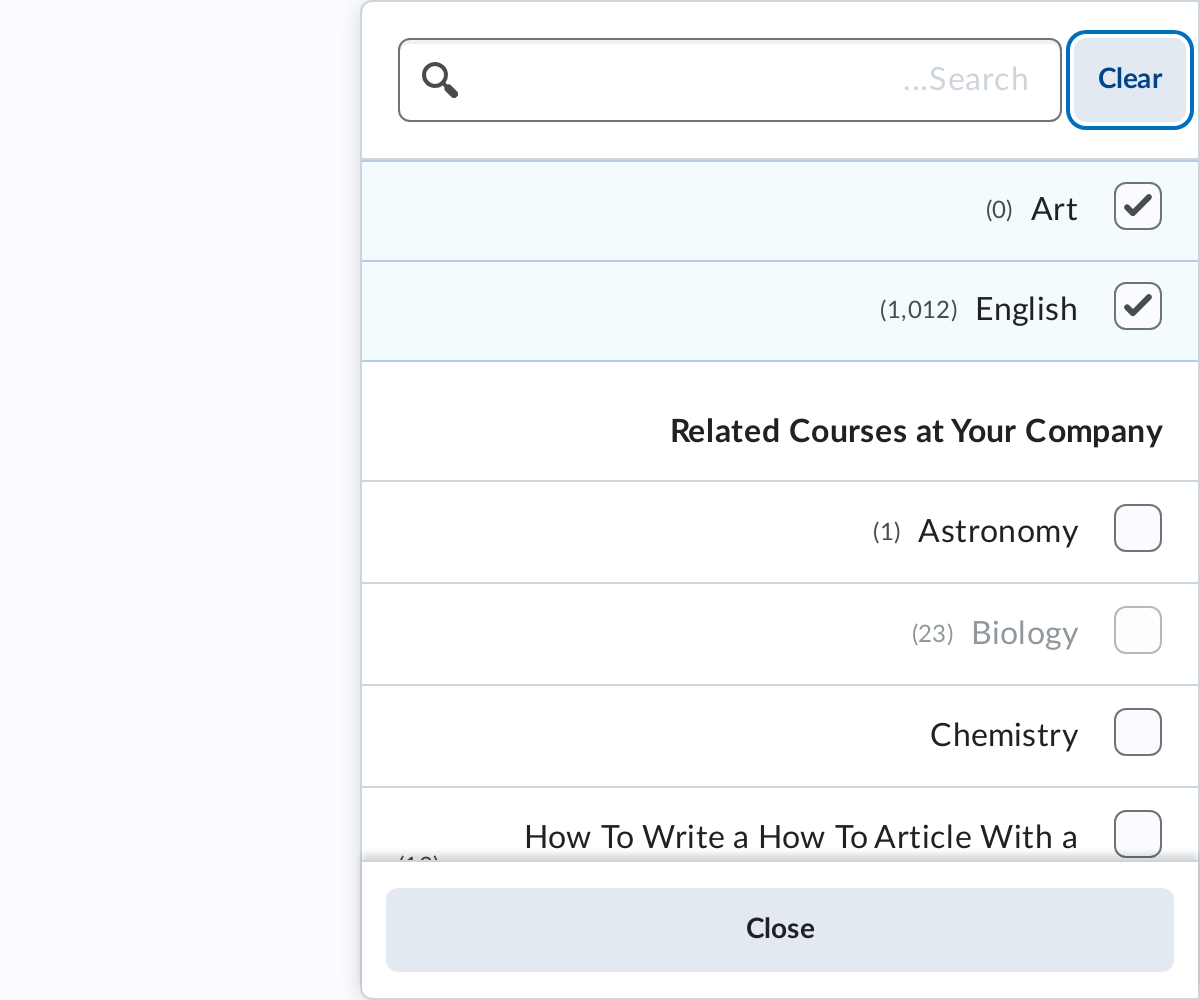 ...Search
Clear
Art (0)
English (1,012)
Related Courses at Your Company
Astronomy (1)
Biology (23)
Chemistry
How To Write a How To Article With a
Close